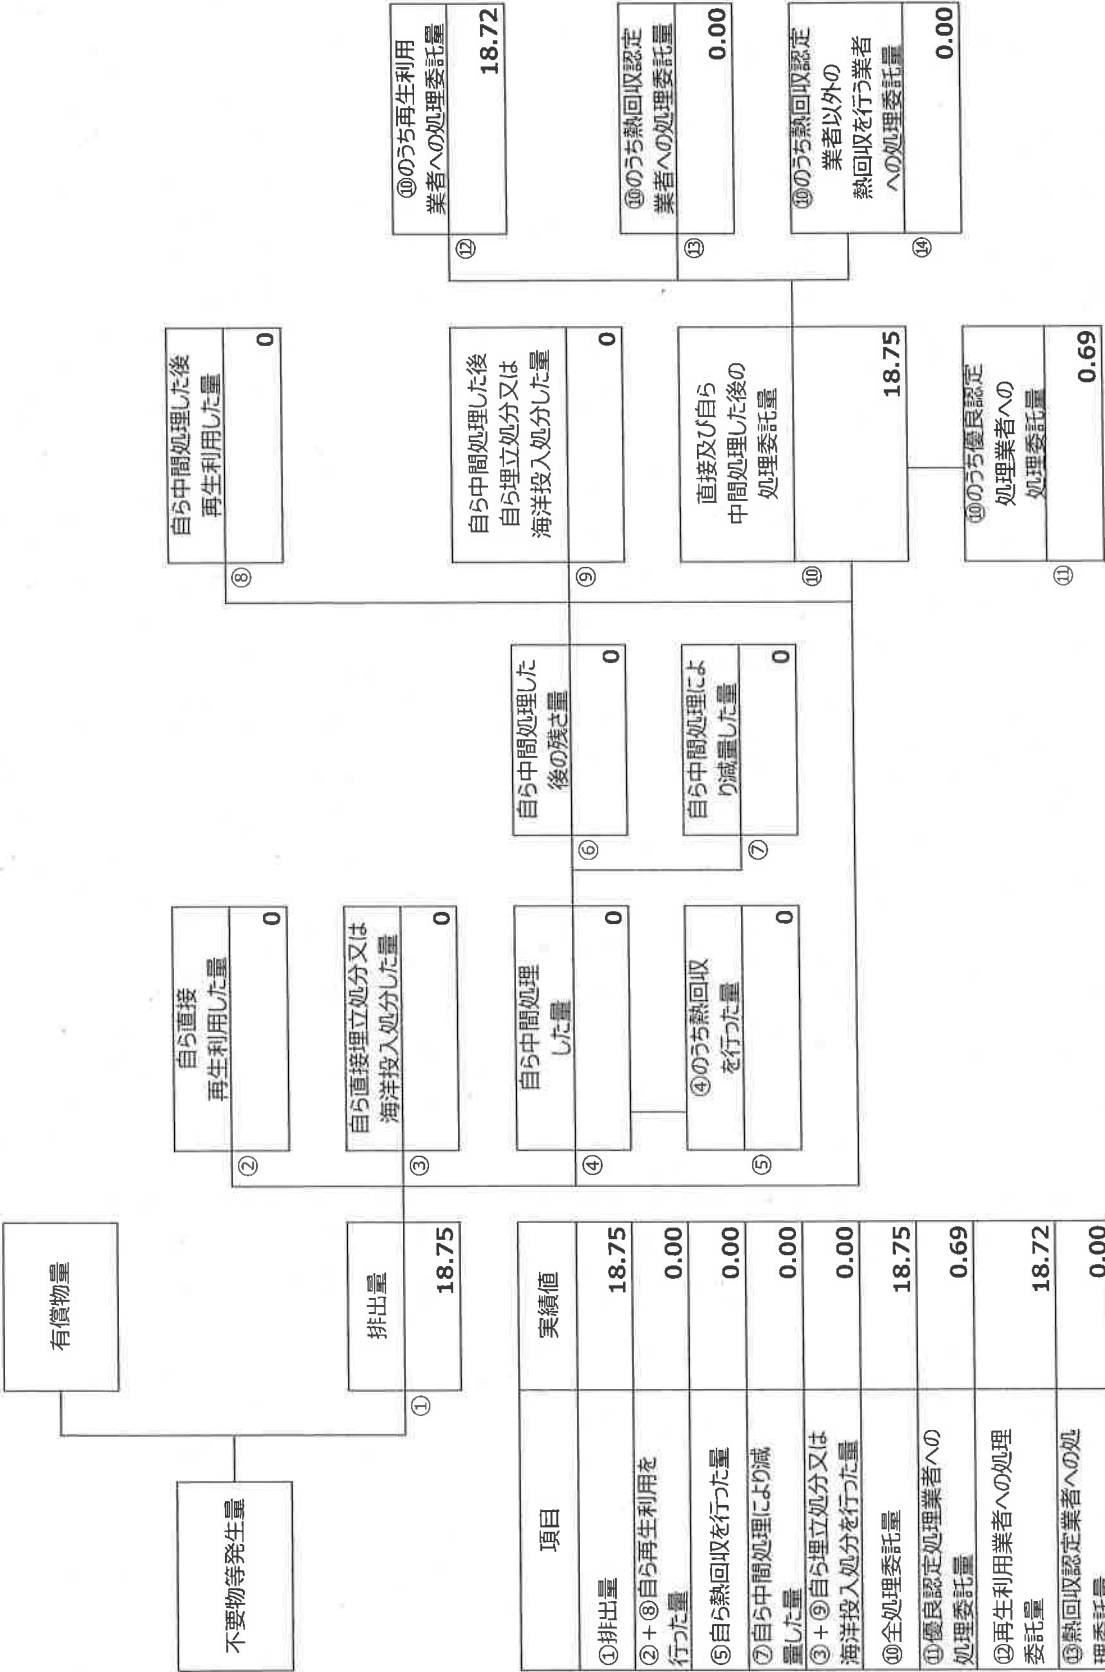 不要物等発生量
有償物量
排出量
①
18.75
自ら直接
再生利用した量
②
0
自ら直接埋立処分又は
海洋投入処分した量
③
0
自ら中間処理
した量
④
0
④のうち熱回収
を行った量
⑤
0
自ら中間処理した
後の残さ量
⑥
0
自ら中間処理によ
り減量した量
⑦
0
自ら中間処理した後
再生利用した量
⑧
0
自ら中間処理した後
自ら埋立処分又は
海洋投入処分した量
⑨
0
直接及び自ら
中間処理した後の
処理委託量
⑩
18.75
⑩のうち優良認定
処理業者への
処理委託量
⑪
0.69
⑩のうち再生利用
業者への処理委託量
⑫
18.72
⑩のうち熱回収認定
業者への処理委託量
⑬
0.00
⑩のうち熱回収認定
業者以外の
熱回収を行う業者
への処理委託量
⑭
0.00
項目 実績値
①排出量 18.75
②+⑧自ら再生利用を
行った量 0.00
⑤自ら熱回収を行った量 0.00
⑦自ら中間処理により減
量した量 0.00
③+⑨自ら埋立処分又は
海洋投入処分を行った量 0.00
⑩全処理委託量 18.75
⑪優良認定処理業者への
処理委託量 0.69
⑫再生利用業者への処理
委託量 18.72
⑬熱回収認定業者への処
理委託量 0.00